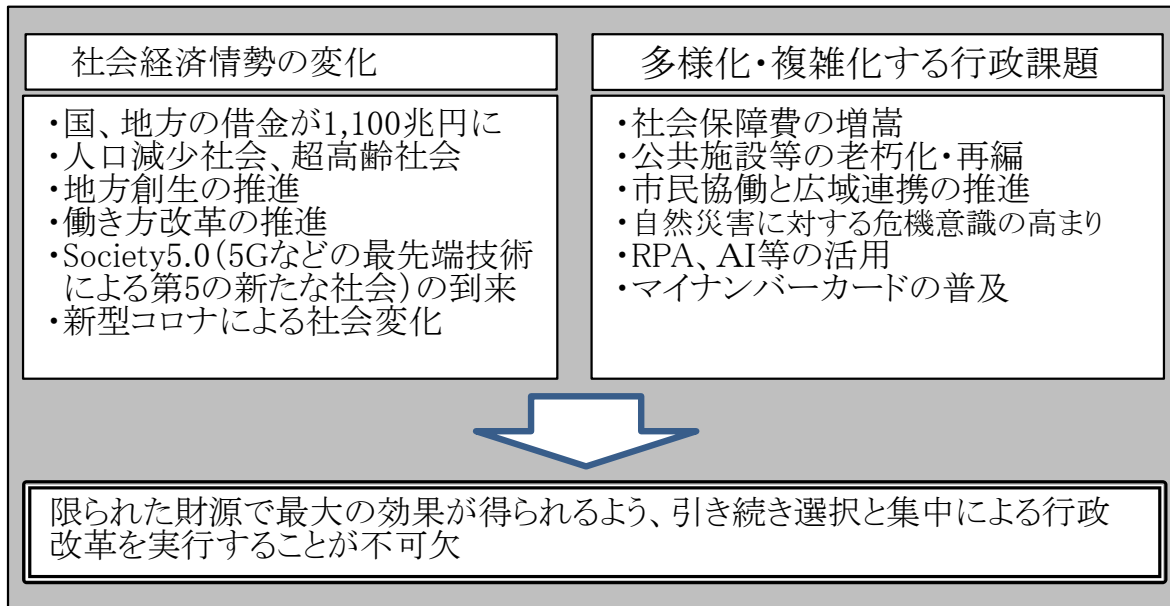 社会経済情勢の変化
・国、地方の借金が1,100兆円に
・人口減少社会、超高齢社会
・地方創生の推進
・働き方改革の推進
・Society5.0(5Gなどの最先端技術
による第5の新たな社会)の到来
・新型コロナによる社会変化
多様化・複雑化する行政課題
・社会保障費の増嵩
・公共施設等の老朽化・再編
・市民協働と広域連携の推進
・自然災害に対する危機意識の高まり
・RPA、AI等の活用
・マイナンバーカードの普及
限られた財源で最大の効果が得られるよう、引き続き選択と集中による行政
改革を実行することが不可欠